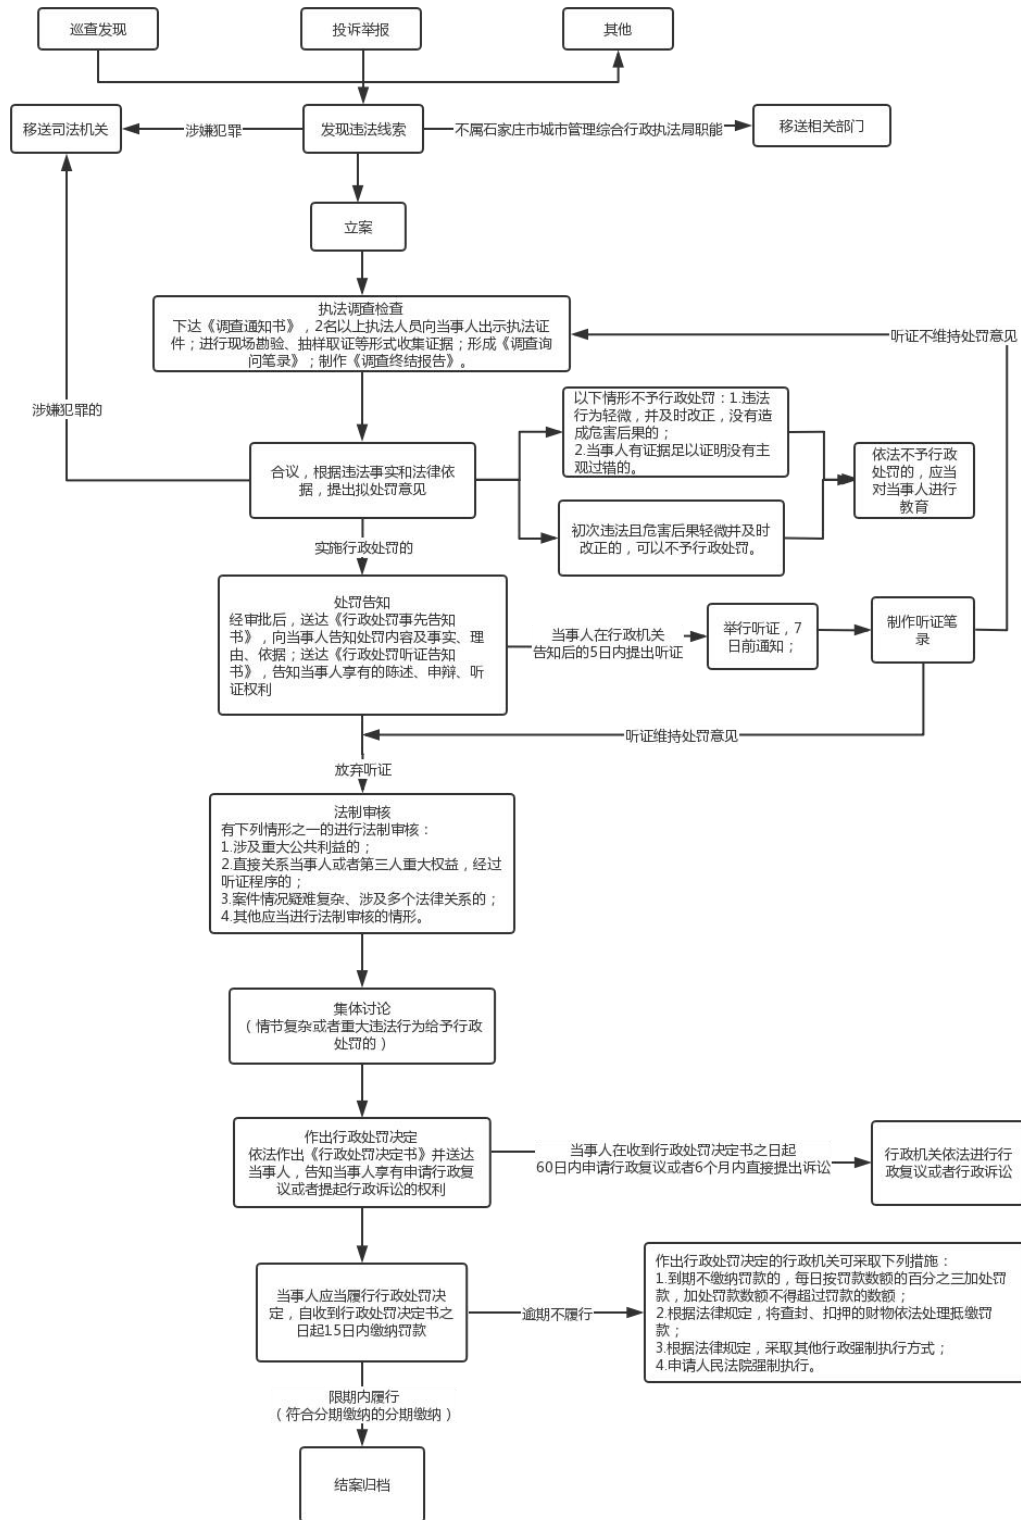 巡查发现
投诉举报
其他
移送司法机关
涉嫌犯罪
发现违法线索
不属石家庄市城市管理综合行政执法局职能
移送相关部门
立案
执法调查检查
下达《调查通知书》，2名以上执法人员向当事人出示执法证
件；进行现场勘验、抽样取证等形式收集证据；形成《调查询
问笔录》；制作《调查终结报告》。
听证不维持处罚意见
涉嫌犯罪的
以下情形不予行政处罚：1.违法
行为轻微，并及时改正，没有造
成危害后果的；
2.当事人有证据足以证明没有主
观过错的。
合议，根据违法事实和法律依
据，提出拟处罚意见
依法不予行政
处罚的，应当
对当事人进行
教育
初次违法且危害后果轻微并及时
改正的，可以不予行政处罚。
实施行政处罚的
处罚告知
经审批后，送达《行政处罚事先告知
书》，向当事人告知处罚内容及事实、理
由、依据；送达《行政处罚听证告知
书》，告知当事人享有的陈述、申辩、听
证权利
当事人在行政机关
告知后的5日内提出听证
举行听证，7
日前通知；
制作听证笔
录
听证维持处罚意见
放弃听证
法制审核
有下列情形之一的进行法制审核：
1.涉及重大公共利益的；
2.直接关系当事人或者第三人重大权益，经过
听证程序的；
3.案件情况疑难复杂、涉及多个法律关系的；
4.其他应当进行法制审核的情形。
集体讨论
（情节复杂或者重大违法行为给予行政
处罚的）
作出行政处罚决定
依法作出《行政处罚决定书》并送达
当事人，告知当事人享有申请行政复
议或者提起行政诉讼的权利
当事人在收到行政处罚决定书之日起
60日内申请行政复议或者6个月内直接提出诉讼
行政机关依法进行行
政复议或者行政诉讼
当事人应当履行行政处罚决
定，自收到行政处罚决定书之
日起15日内缴纳罚款
逾期不履行
作出行政处罚决定的行政机关可采取下列措施：
1.到期不缴纳罚款的，每日按罚款数额的百分之三加处罚
款，加处罚款数额不得超过罚款的数额；
2.根据法律规定，将查封、扣押的财物依法处理抵缴罚
款；
3.根据法律规定，采取其他行政强制执行方式；
4.申请人民法院强制执行。
限期内履行
（符合分期缴纳的分期缴纳）
结案归档